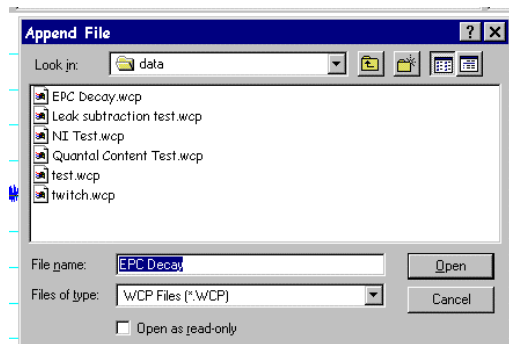 Append File
Look in: data
EPC Decay.wcp
Leak subtraction test.wcp
NI Test.wcp
Quantal Content Test.wcp
test.wcp
twitch.wcp
File name: EPC Decay Open
Files of type: WCP Files (*.WCP) Cancel
Open as read-only